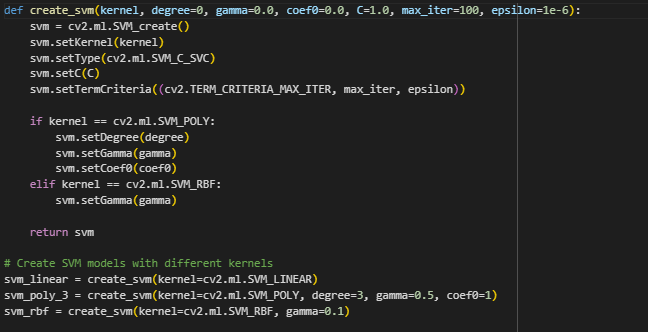 def create_svm(kernel, degree=0, gamma=0.0, coef0=0.0, C=1.0, max_iter=100, epsilon=1e-6):
    svm = cv2.ml.SVM_create()
    svm.setKernel(kernel)
    svm.setType(cv2.ml.SVM_C_SVC)
    svm.setC(C)
    svm.setTermCriteria((cv2.TERM_CRITERIA_MAX_ITER, max_iter, epsilon))

    if kernel == cv2.ml.SVM_POLY:
        svm.setDegree(degree)
        svm.setGamma(gamma)
        svm.setCoef0(coef0)
    elif kernel == cv2.ml.SVM_RBF:
        svm.setGamma(gamma)

    return svm

# Create SVM models with different kernels
svm_linear = create_svm(kernel=cv2.ml.SVM_LINEAR)
svm_poly_3 = create_svm(kernel=cv2.ml.SVM_POLY, degree=3, gamma=0.5, coef0=1)
svm_rbf = create_svm(kernel=cv2.ml.SVM_RBF, gamma=0.1)